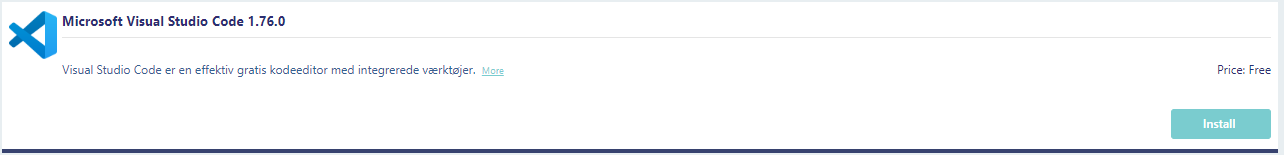 Microsoft Visual Studio Code 1.76.0
Visual Studio Code er en effektiv gratis kodeeditor med integrerede værktøjer. More
Price: Free
Install